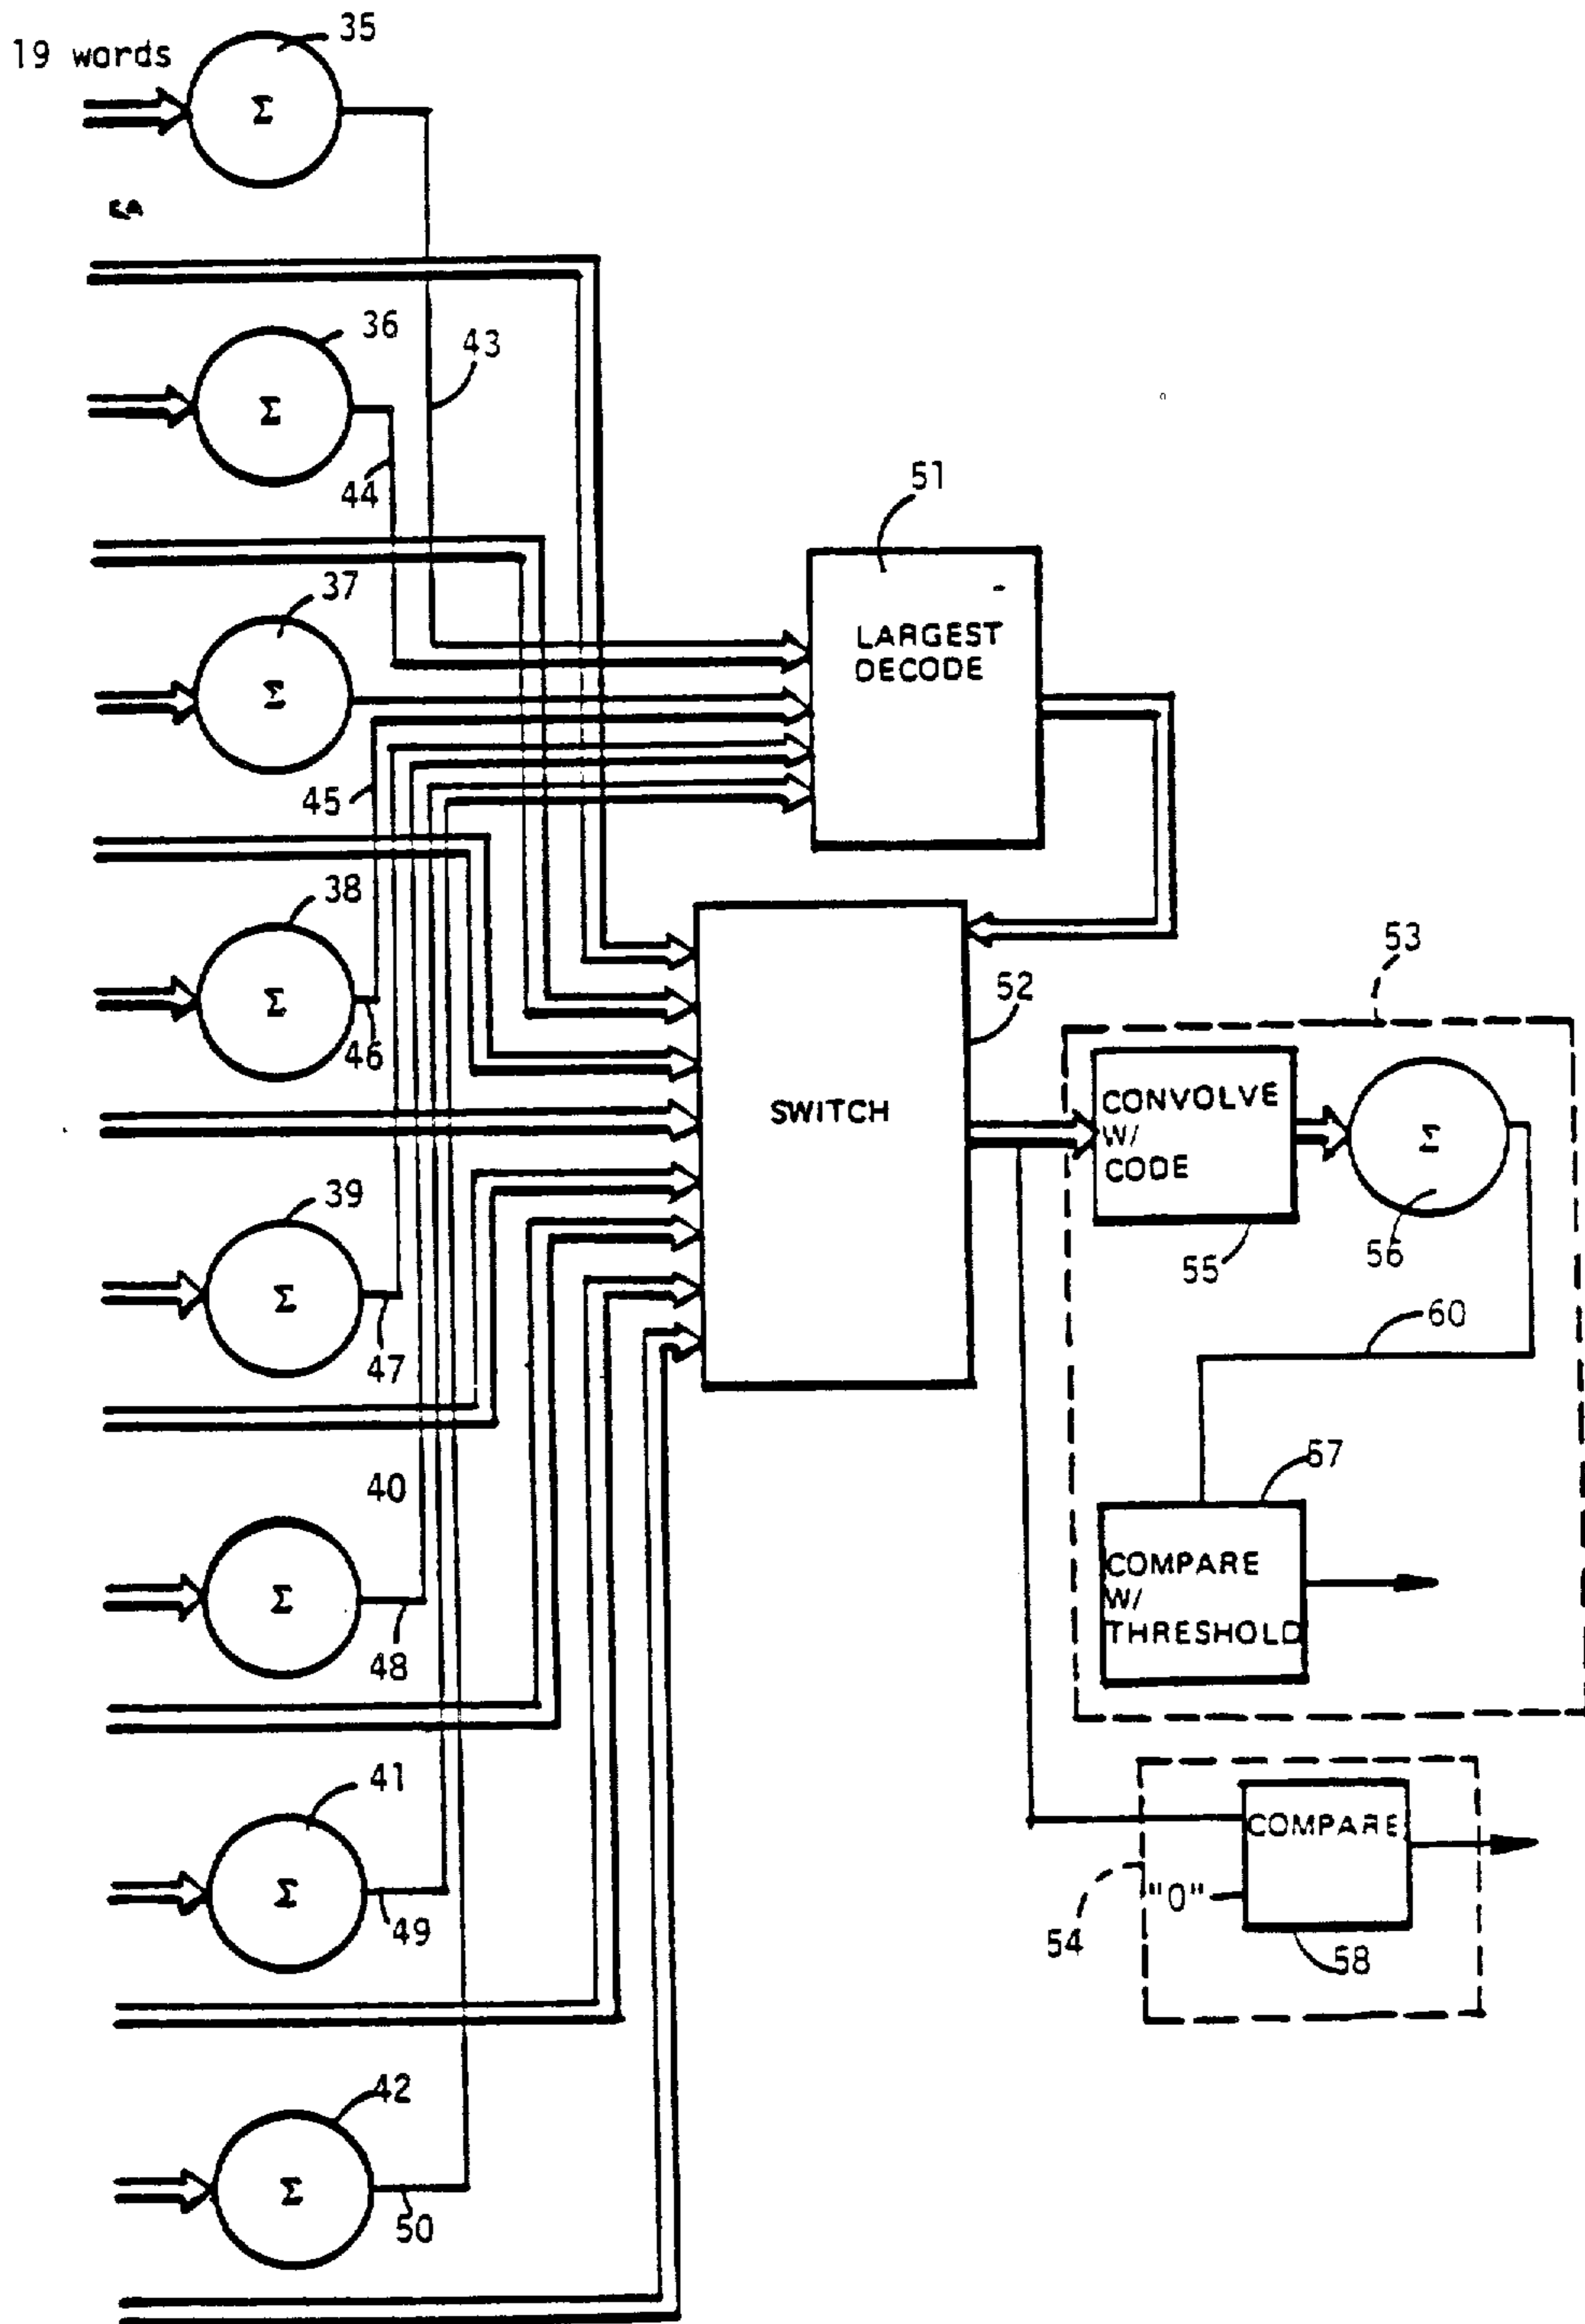 35
19 words
Σ
EA
36
43
Σ
44
51
37
LARGEST
DECODE
Σ
45
38
53
52
Σ
46
CONVOLVE
W/
CODE
SWITCH
Σ
39
56
55
Σ
60
47
57
40
COMPARE
W/
THRESHOLD
Σ
48
41
COMPARE
"0"
Σ
49
54
58
42
Σ
50